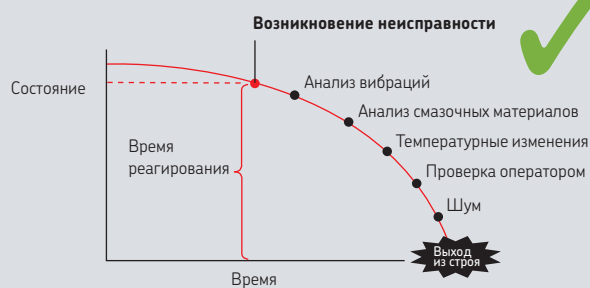 Возникновение неисправности
Состояние
Анализ вибраций
Анализ смазочных материалов
Время
реагирования
Температурные изменения
Проверка оператором
Шум
Выход
из строя
Время